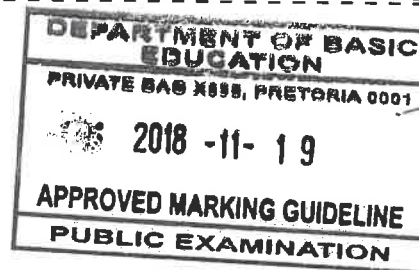 DEPARTMENT OF BASIC
EDUCATION
PRIVATE BAG X895, PRETORIA 0001
2018 -11- 19
APPROVED MARKING GUIDELINE
PUBLIC EXAMINATION